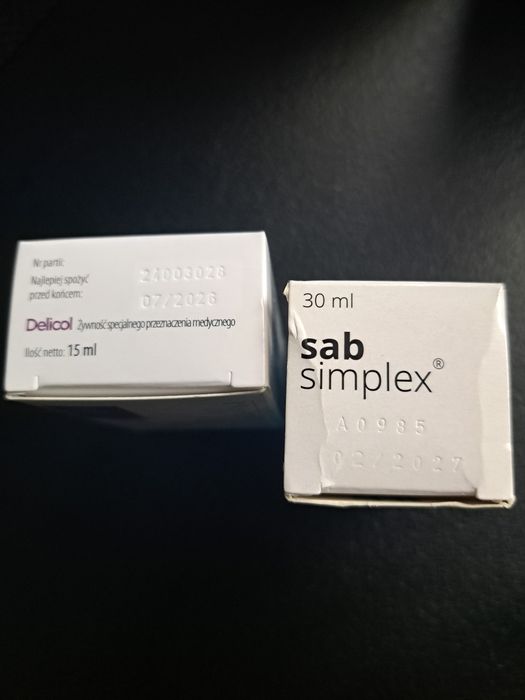 Nr partii:
24003028
Najlepiej spożyć
przed końcem:
07/2026
Delicol Żywność specjalnego przeznaczenia medycznego
Ilość netto: 15 ml
30 ml
sab
simplex®
A0985
02/2027